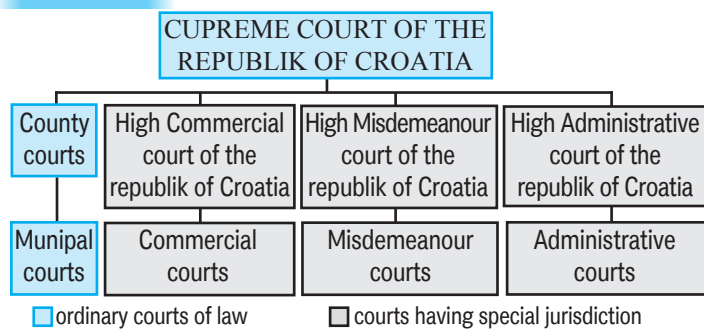 CUPREME COURT OF THE
REPUBLIK OF CROATIA
County
courts
High Commercial
court of the
republik of Croatia
High Misdemeanour
court of the
republik of Croatia
High Administrative
court of the
republik of Croatia
Munipal
courts
Commercial
courts
Misdemeanour
courts
Administrative
courts
ordinary courts of law
courts having special jurisdiction